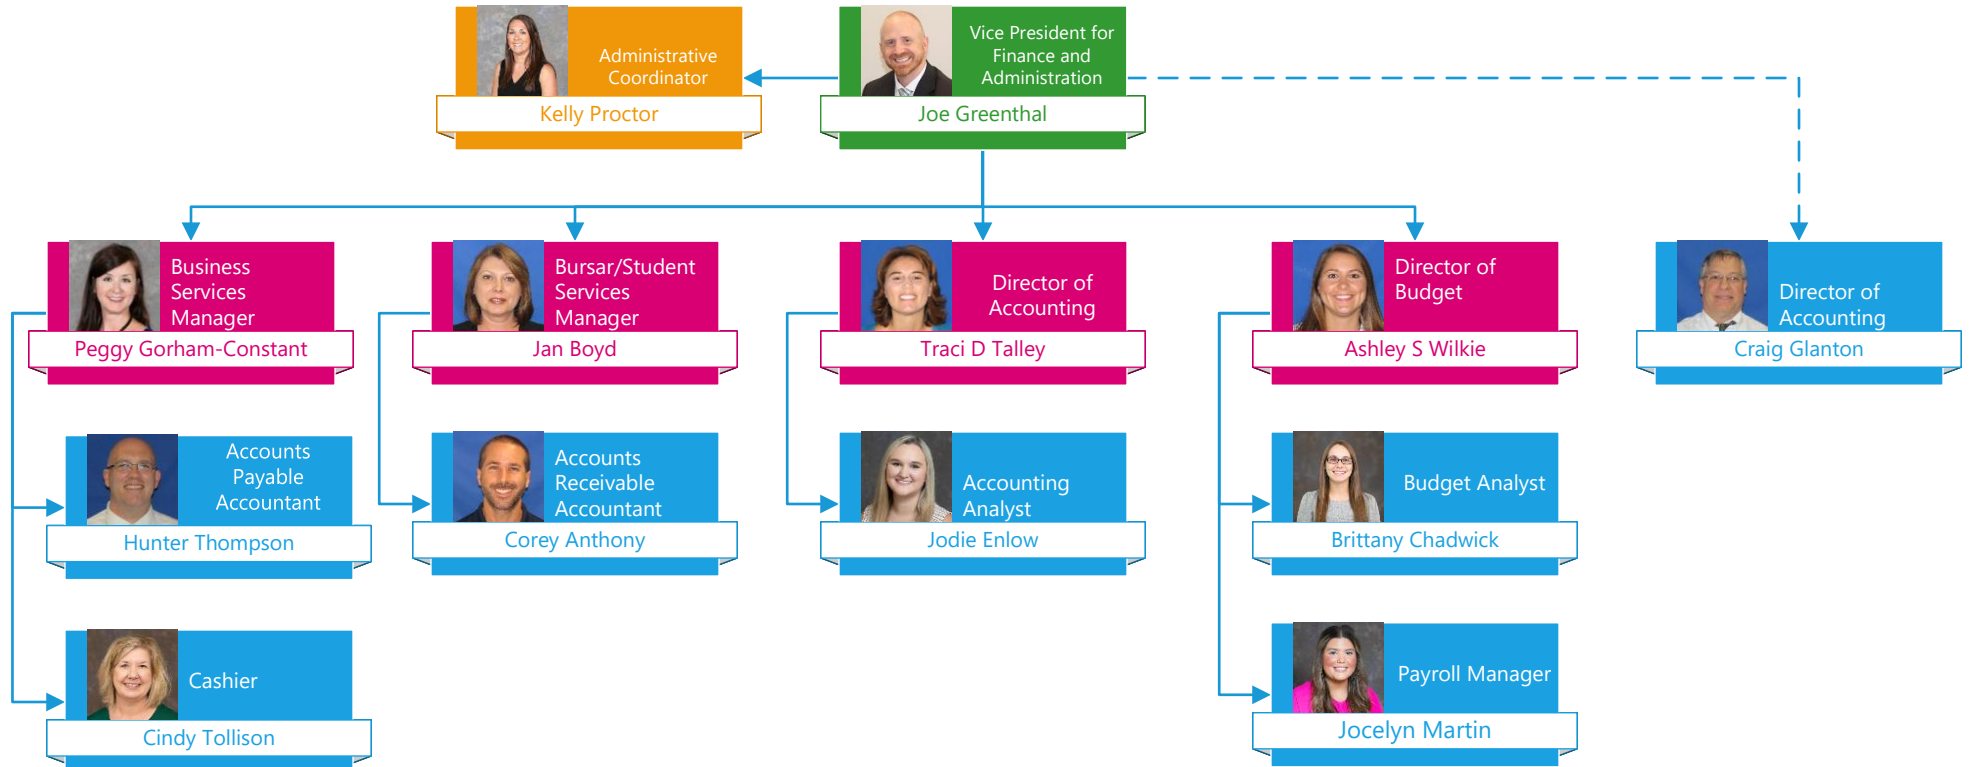 Administrative
Coordinator
Kelly Proctor
Vice President for
Finance and
Administration
Joe Greenthal
Business
Services
Manager
Peggy Gorham-Constant
Bursar/Student
Services
Manager
Jan Boyd
Director of
Accounting
Traci D Talley
Director of
Budget
Ashley S Wilkie
Director of
Accounting
Craig Glanton
Accounts
Payable
Accountant
Hunter Thompson
Accounts
Receivable
Accountant
Corey Anthony
Accounting
Analyst
Jodie Enlow
Budget Analyst
Brittany Chadwick
Cashier
Cindy Tollison
Payroll Manager
Jocelyn Martin